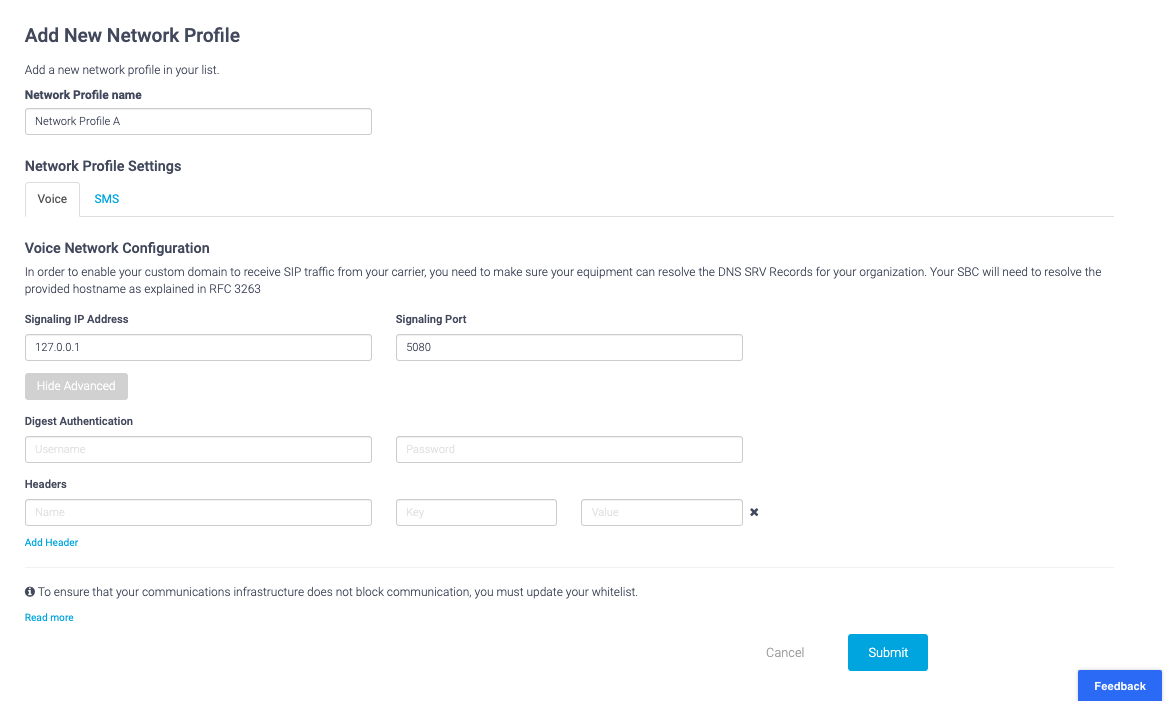 Add New Network Profile
Add a new network profile in your list.
Network Profile name
Network Profile A
Network Profile Settings
Voice SMS
Voice Network Configuration
In order to enable your custom domain to receive SIP traffic from your carrier, you need to make sure your equipment can resolve the DNS SRV Records for your organization. Your SBC will need to resolve the
provided hostname as explained in RFC 3263
Signaling IP Address Signaling Port
127.0.0.1 5080
Hide Advanced
Digest Authentication
Username Password
Headers
Name Key Value
Add Header
To ensure that your communications infrastructure does not block communication, you must update your whitelist.
Read more
Cancel Submit
Feedback